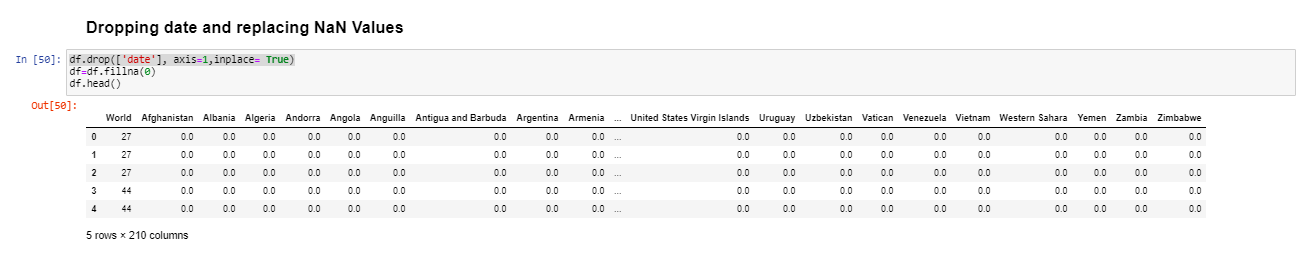 Dropping date and replacing NaN Values
In [50]: df.drop(['date'], axis=1,inplace= True)
df=df.fillna(0)
df.head()
Out[50]:
World Afghanistan Albania Algeria Andorra Angola Anguilla Antigua and Barbuda Argentina Armenia ... United States Virgin Islands Uruguay Uzbekistan Vatican Venezuela Vietnam Western Sahara Yemen Zambia Zimbabwe
0 27 0.0 0.0 0.0 0.0 0.0 0.0 0.0 0.0 0.0 ... 0.0 0.0 0.0 0.0 0.0 0.0 0.0 0.0 0.0 0.0
1 27 0.0 0.0 0.0 0.0 0.0 0.0 0.0 0.0 0.0 ... 0.0 0.0 0.0 0.0 0.0 0.0 0.0 0.0 0.0 0.0
2 27 0.0 0.0 0.0 0.0 0.0 0.0 0.0 0.0 0.0 ... 0.0 0.0 0.0 0.0 0.0 0.0 0.0 0.0 0.0 0.0
3 44 0.0 0.0 0.0 0.0 0.0 0.0 0.0 0.0 0.0 ... 0.0 0.0 0.0 0.0 0.0 0.0 0.0 0.0 0.0 0.0
4 44 0.0 0.0 0.0 0.0 0.0 0.0 0.0 0.0 0.0 ... 0.0 0.0 0.0 0.0 0.0 0.0 0.0 0.0 0.0 0.0
5 rows × 210 columns